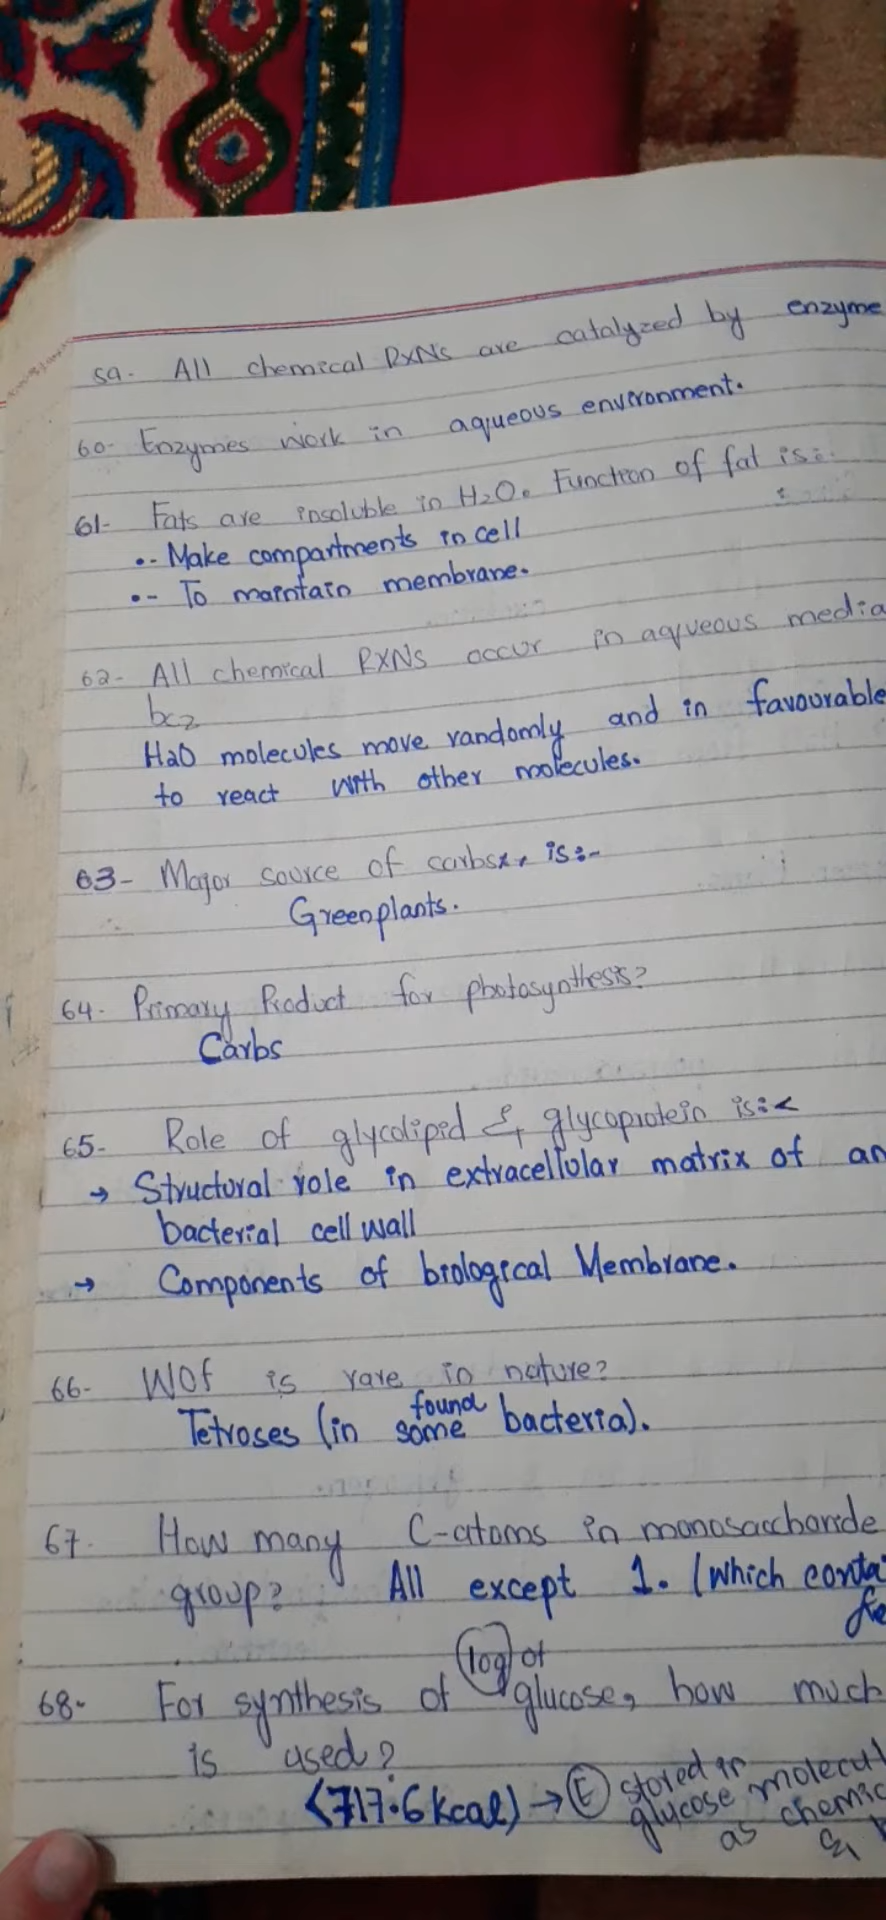 59- All chemical RXNs are catalyzed by enzyme
60- Enzymes work in aqueous environment.
61- Fats are insoluble in H2O. Function of fat is:-
•- Make compartments in cell
•- To maintain membrane.
62- All chemical RXNs occur in aqveous media
bcz
H2O molecules move randomly and in favourable
to react with other molecules.
63- Major source of carbs is:-
Greenplants.
64- Primary Product for photosynthesis?
Carbs
65- Role of glycolipid & glycoprotein is:-
→ Structural role in extracellular matrix of an
bacterial cell wall
→ Components of biological Membrane.
66- WOf is rare in nature?
Tetroses (in found some bacteria).
67- How many C-atoms in monosaccharide
group? All except 1. (which conta
68- For synthesis of (10g) of glucose, how much
is used?
(717.6 kcal) → (E) stored in
glucose molecul
as chemic
&